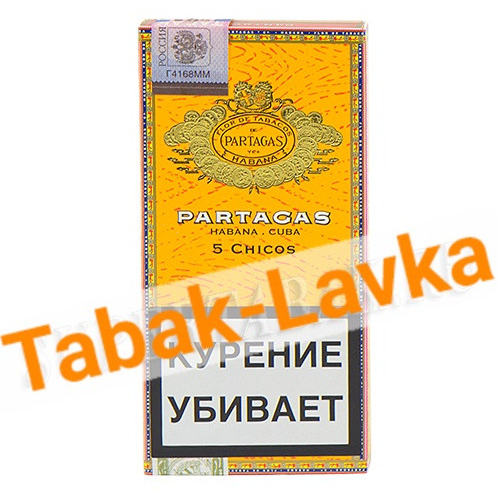 РОССИЯ
Г4168ММ
FLOR DE TABACOS
DE
PARTAGAS
Y Cª
HABANA
PARTAGAS
HABANA . CUBA
5 CHICOS
Tabak-Lavka
КУРЕНИЕ
УБИВАЕТ